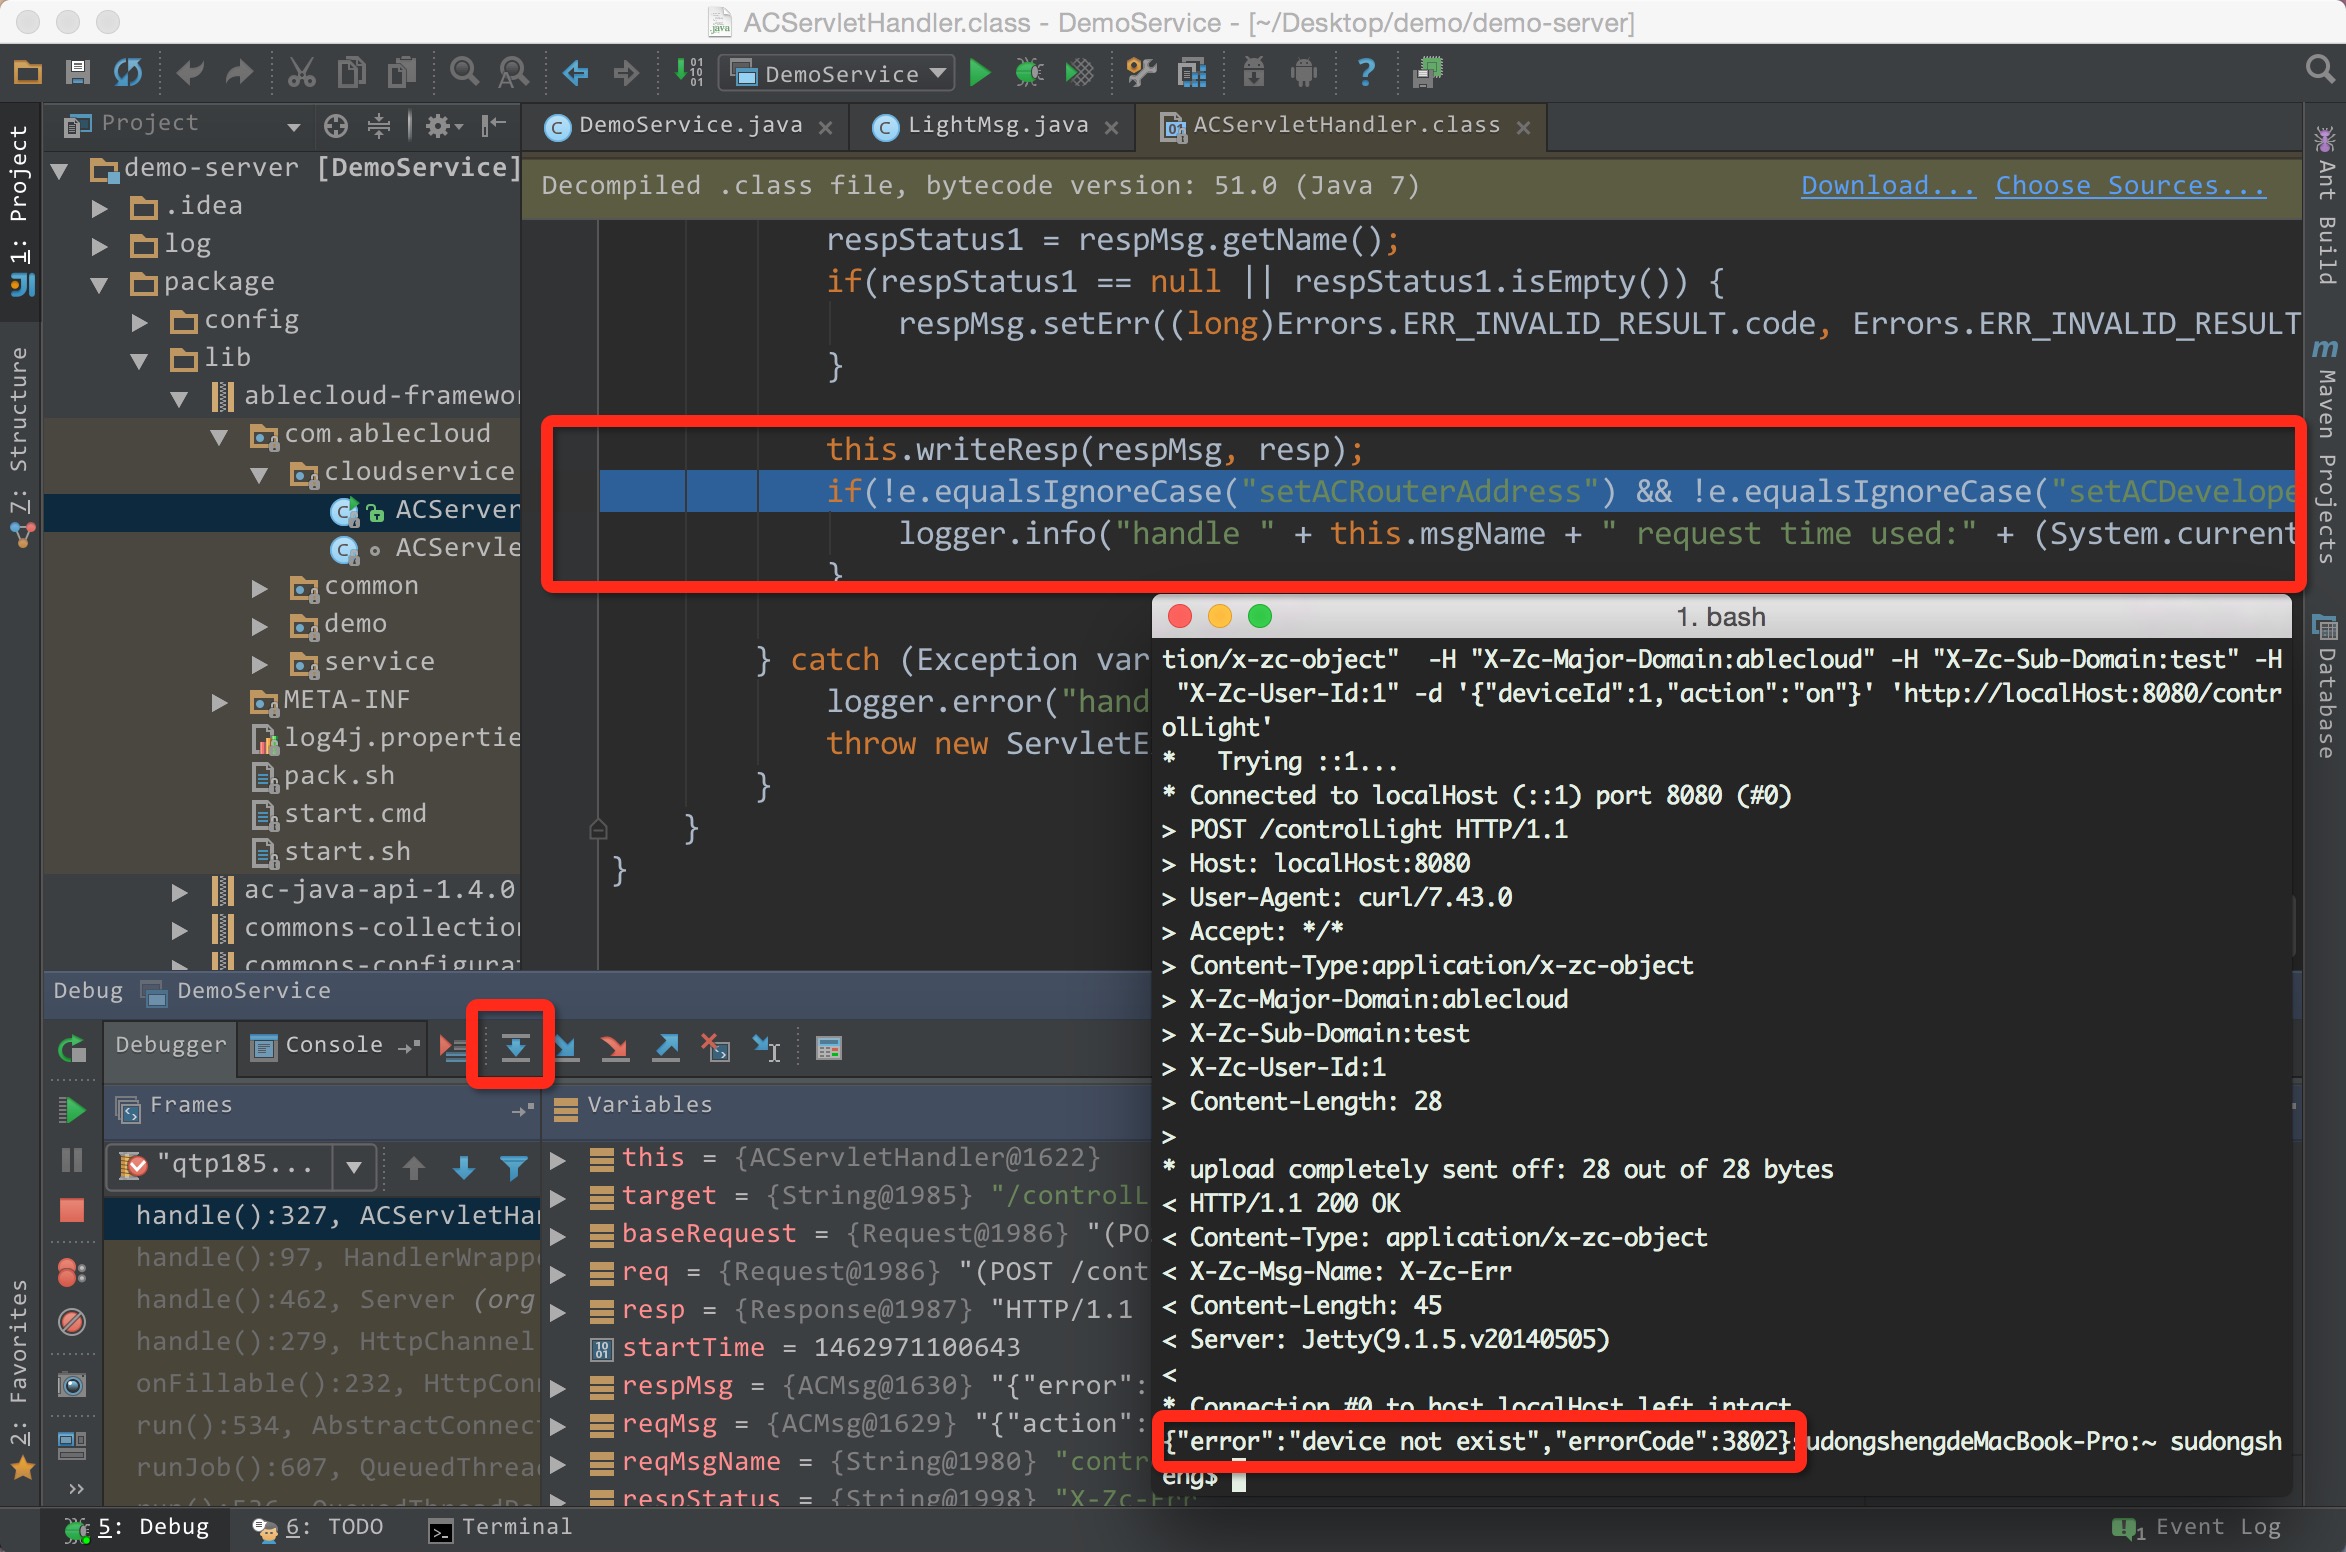 ACServletHandler.class - DemoService - [~/Desktop/demo/demo-server]
DemoService
1: Project
7: Structure
2: Favorites
Project
demo-server [DemoService]
.idea
log
package
config
lib
ablecloud-framewor
com.ablecloud
cloudservice
ACServer
ACServle
common
demo
service
META-INF
log4j.propertie
pack.sh
start.cmd
start.sh
ac-java-api-1.4.0
commons-collection
commons-configurat
DemoService.java
LightMsg.java
ACServletHandler.class
Decompiled .class file, bytecode version: 51.0 (Java 7)
Download... Choose Sources...
respStatus1 = respMsg.getName();
if(respStatus1 == null || respStatus1.isEmpty()) {
respMsg.setErr((long)Errors.ERR_INVALID_RESULT.code, Errors.ERR_INVALID_RESULT
}
this.writeResp(respMsg, resp);
if(!e.equalsIgnoreCase("setACRouterAddress") && !e.equalsIgnoreCase("setACDevelope
logger.info("handle " + this.msgName + " request time used:" + (System.current
}
} catch (Exception var
logger.error("hand
throw new ServletE
}
}
}
Ant Build
Maven Projects
Database
1. bash
tion/x-zc-object"  -H "X-Zc-Major-Domain:ablecloud" -H "X-Zc-Sub-Domain:test" -H
"X-Zc-User-Id:1" -d '{"deviceId":1,"action":"on"}' 'http://localHost:8080/contr
olLight'
*   Trying ::1...
* Connected to localHost (::1) port 8080 (#0)
> POST /controlLight HTTP/1.1
> Host: localHost:8080
> User-Agent: curl/7.43.0
> Accept: */*
> Content-Type:application/x-zc-object
> X-Zc-Major-Domain:ablecloud
> X-Zc-Sub-Domain:test
> X-Zc-User-Id:1
> Content-Length: 28
>
* upload completely sent off: 28 out of 28 bytes
< HTTP/1.1 200 OK
< Content-Type: application/x-zc-object
< X-Zc-Msg-Name: X-Zc-Err
< Content-Length: 45
< Server: Jetty(9.1.5.v20140505)
<
* Connection #0 to host localHost left intact
{"error":"device not exist","errorCode":3802}sudongshengdeMacBook-Pro:~ sudongsh
eng$
Debug DemoService
Debugger
Console
Frames
Variables
"qtp185...
handle():327, ACServletHan
handle():97, HandlerWrappe
handle():462, Server (org
handle():279, HttpChannel
onFillable():232, HttpConn
run():534, AbstractConnect
runJob():607, QueuedThread
run():536, QueuedThreadPo
this = {ACServletHandler@1622}
target = {String@1985} "/controlL
baseRequest = {Request@1986} "(PO
req = {Request@1986} "(POST /cont
resp = {Response@1987} "HTTP/1.1
startTime = 1462971100643
respMsg = {ACMsg@1630} "{"error":
reqMsg = {ACMsg@1629} "{"action":
reqMsgName = {String@1980} "contr
respStatus = {String@1998} "X-Zc-Err
5: Debug
6: TODO
Terminal
1 Event Log